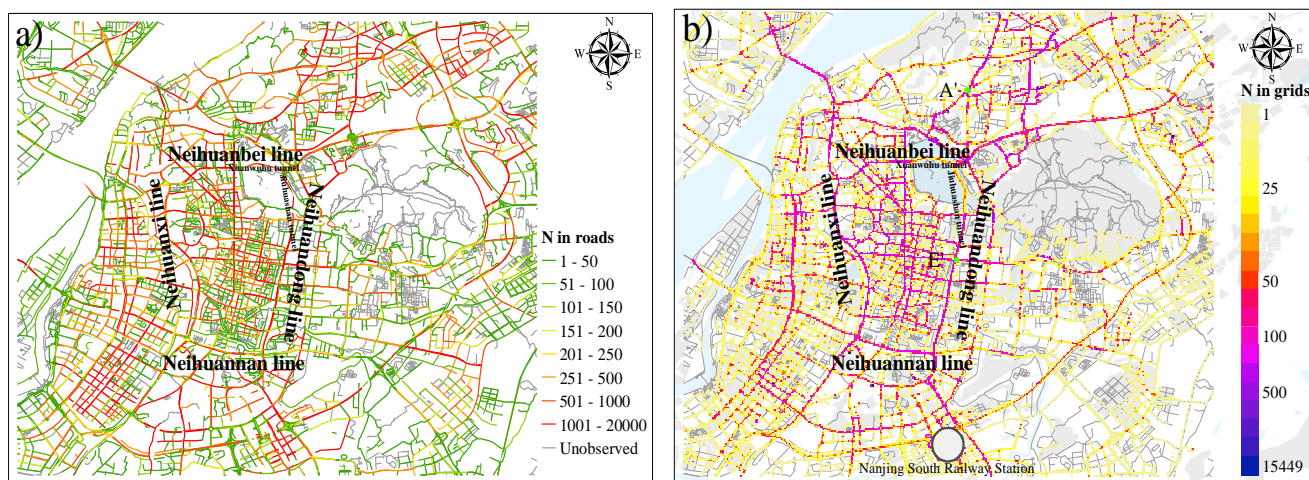 a)
N
W E
S
Neihuanbei line
Xuanwuhu tunnel
Jiuhuashan tunnel
Neihuanxi line
Neihuandong line
Neihuannan line
N in roads
1 - 50
51 - 100
101 - 150
151 - 200
201 - 250
251 - 500
501 - 1000
1001 - 20000
Unobserved
b)
N
W E
S
A'
Neihuanbei line
Xuanwuhu tunnel
Jiuhuashan tunnel
Neihuanxi line
E
Neihuandong line
Neihuannan line
Nanjing South Railway Station
N in grids
1
25
50
100
500
15449